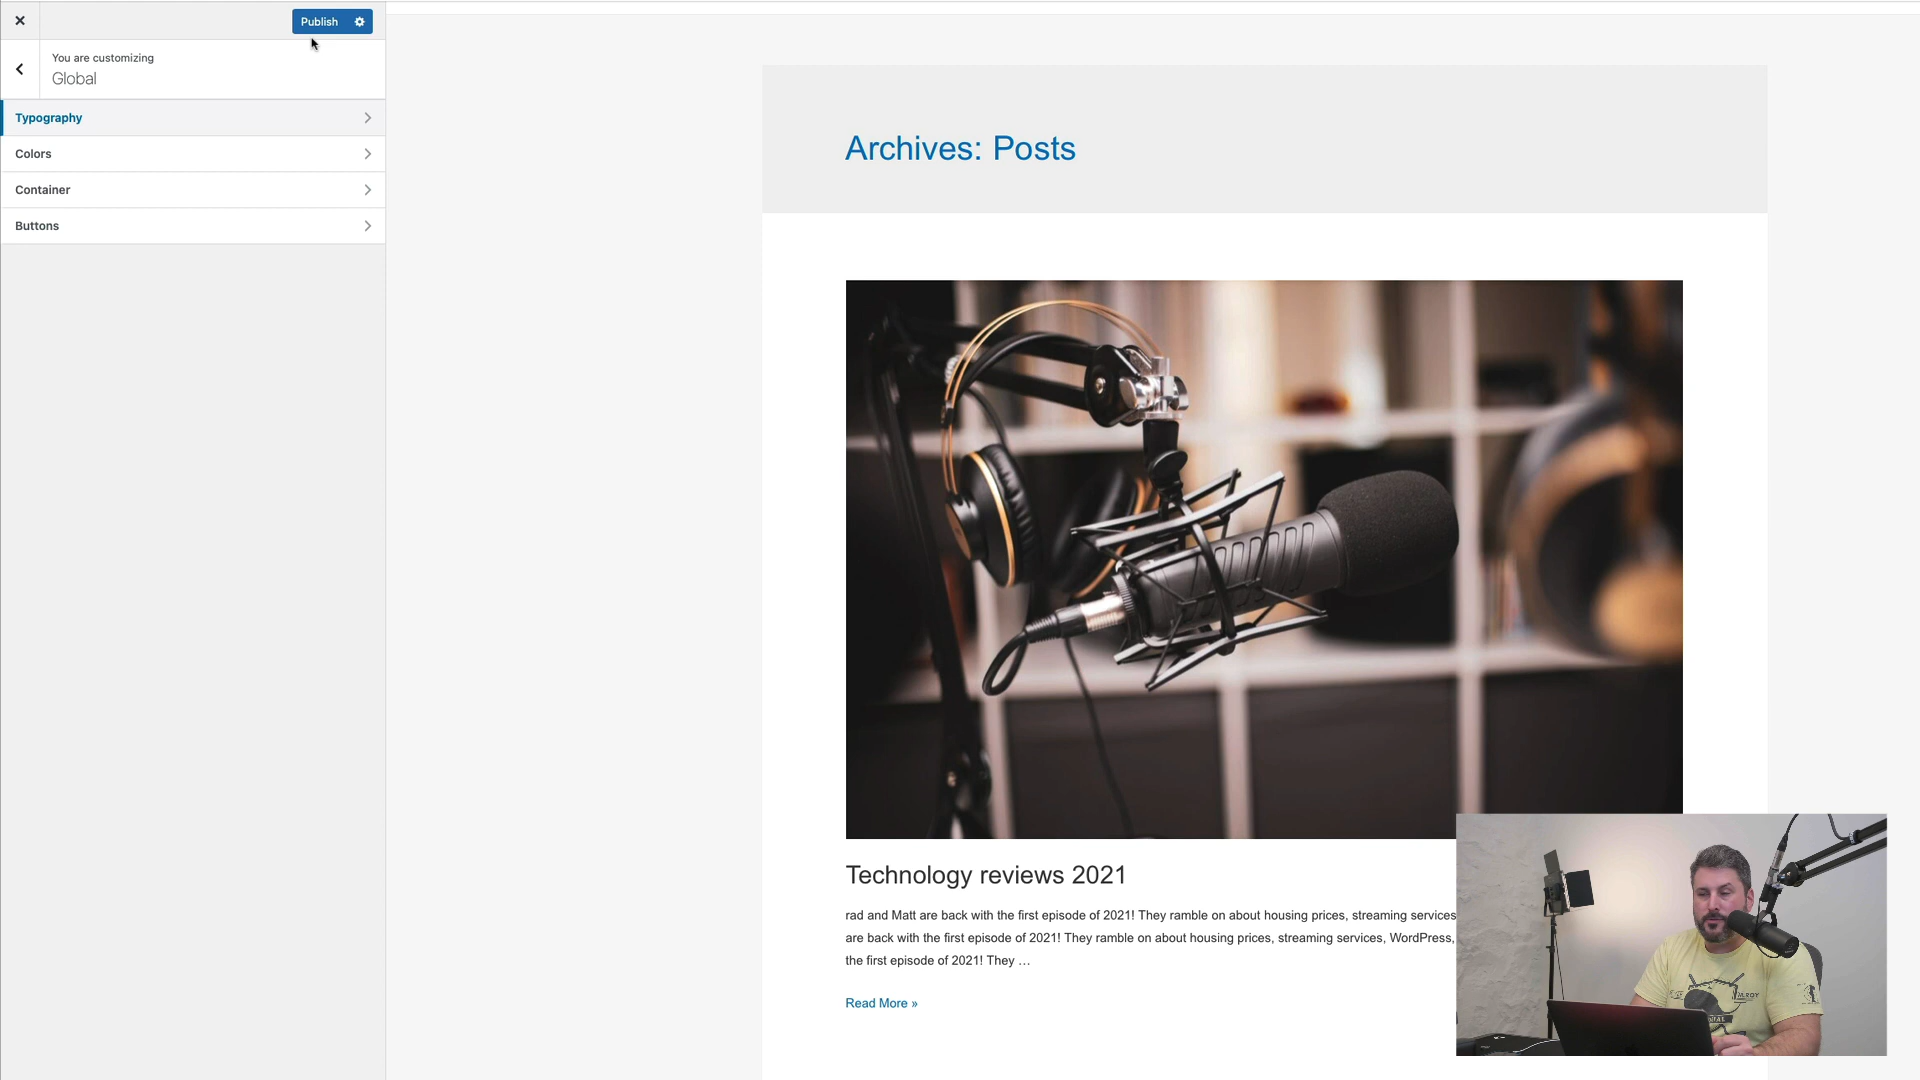 Publish
You are customizing
Global
Typography
Colors
Container
Buttons
Archives: Posts
Technology reviews 2021
rad and Matt are back with the first episode of 2021! They ramble on about housing prices, streaming services
are back with the first episode of 2021! They ramble on about housing prices, streaming services, WordPress,
the first episode of 2021! They …
Read More »